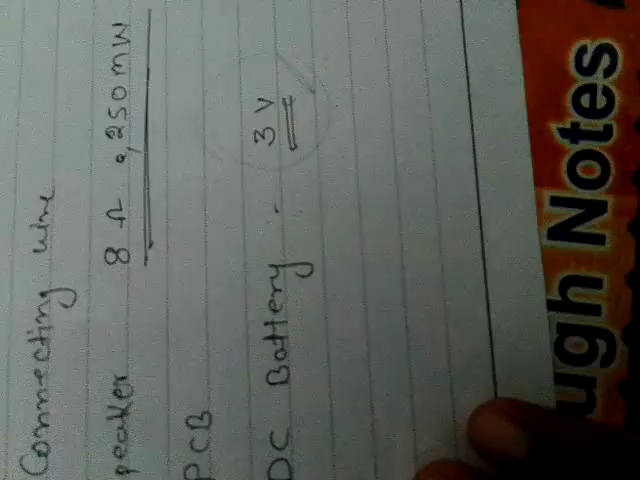 Connecting wire
peaker 8 Ω , 250 mW
PCB
DC Battery - 3 V
ugh Notes